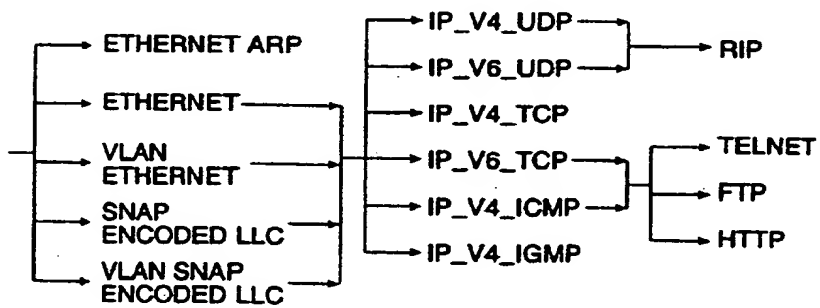 ETHERNET ARP
ETHERNET
VLAN
ETHERNET
SNAP
ENCODED LLC
VLAN SNAP
ENCODED LLC
IP_V4_UDP
IP_V6_UDP
IP_V4_TCP
IP_V6_TCP
IP_V4_ICMP
IP_V4_IGMP
RIP
TELNET
FTP
HTTP